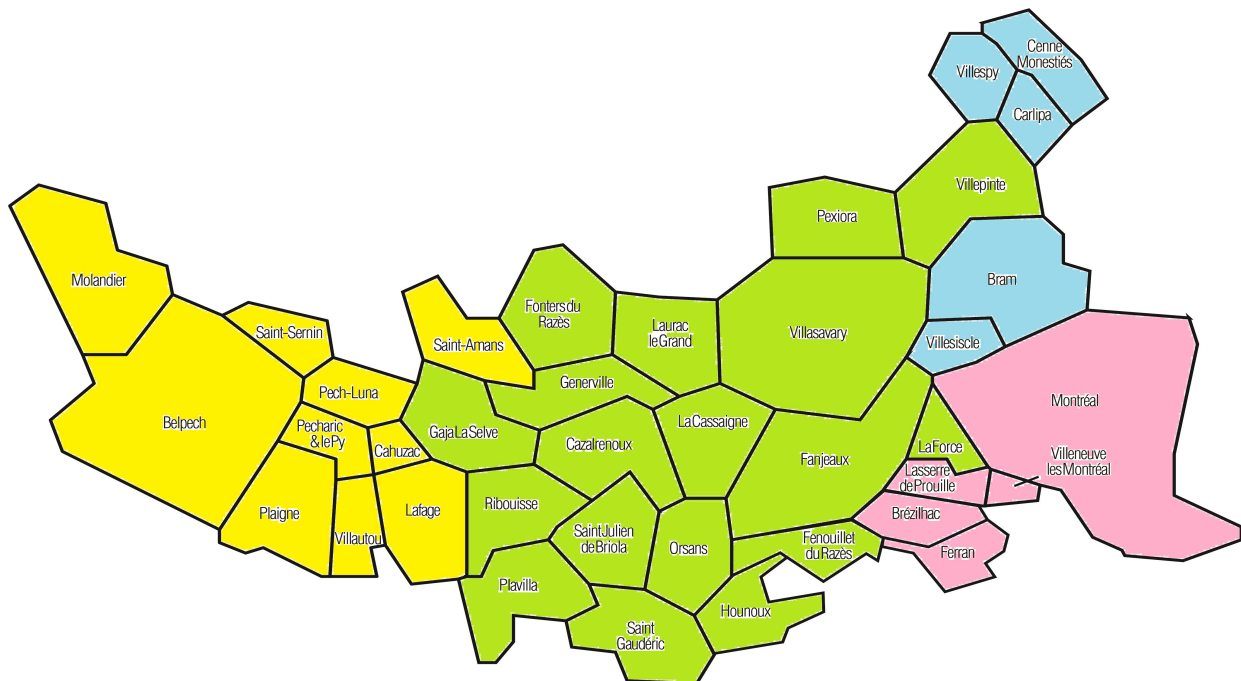 Cenne
Monestiés
Villespy
Carlipa
Villepinte
Pexiora
Molandier
Bram
Fonters du
Razès
Saint-Sernin
Laurac
le Grand
Villasavary
Saint-Amans
Villesiscle
Generville
Pech-Luna
Montréal
Belpech
La Cassaigne
Pecharic
& le Py
Gaja La Selve
Cazalrenoux
Cahuzac
Fanjeaux
La Force
Villeneuve
les Montréal
Lasserre
de Prouille
Ribouisse
Plaigne
Lafage
Brézilhac
Villautou
Saint Julien
de Briola
Orsans
Fenouillet
du Razès
Ferran
Plavilla
Hounoux
Saint
Gaudéric